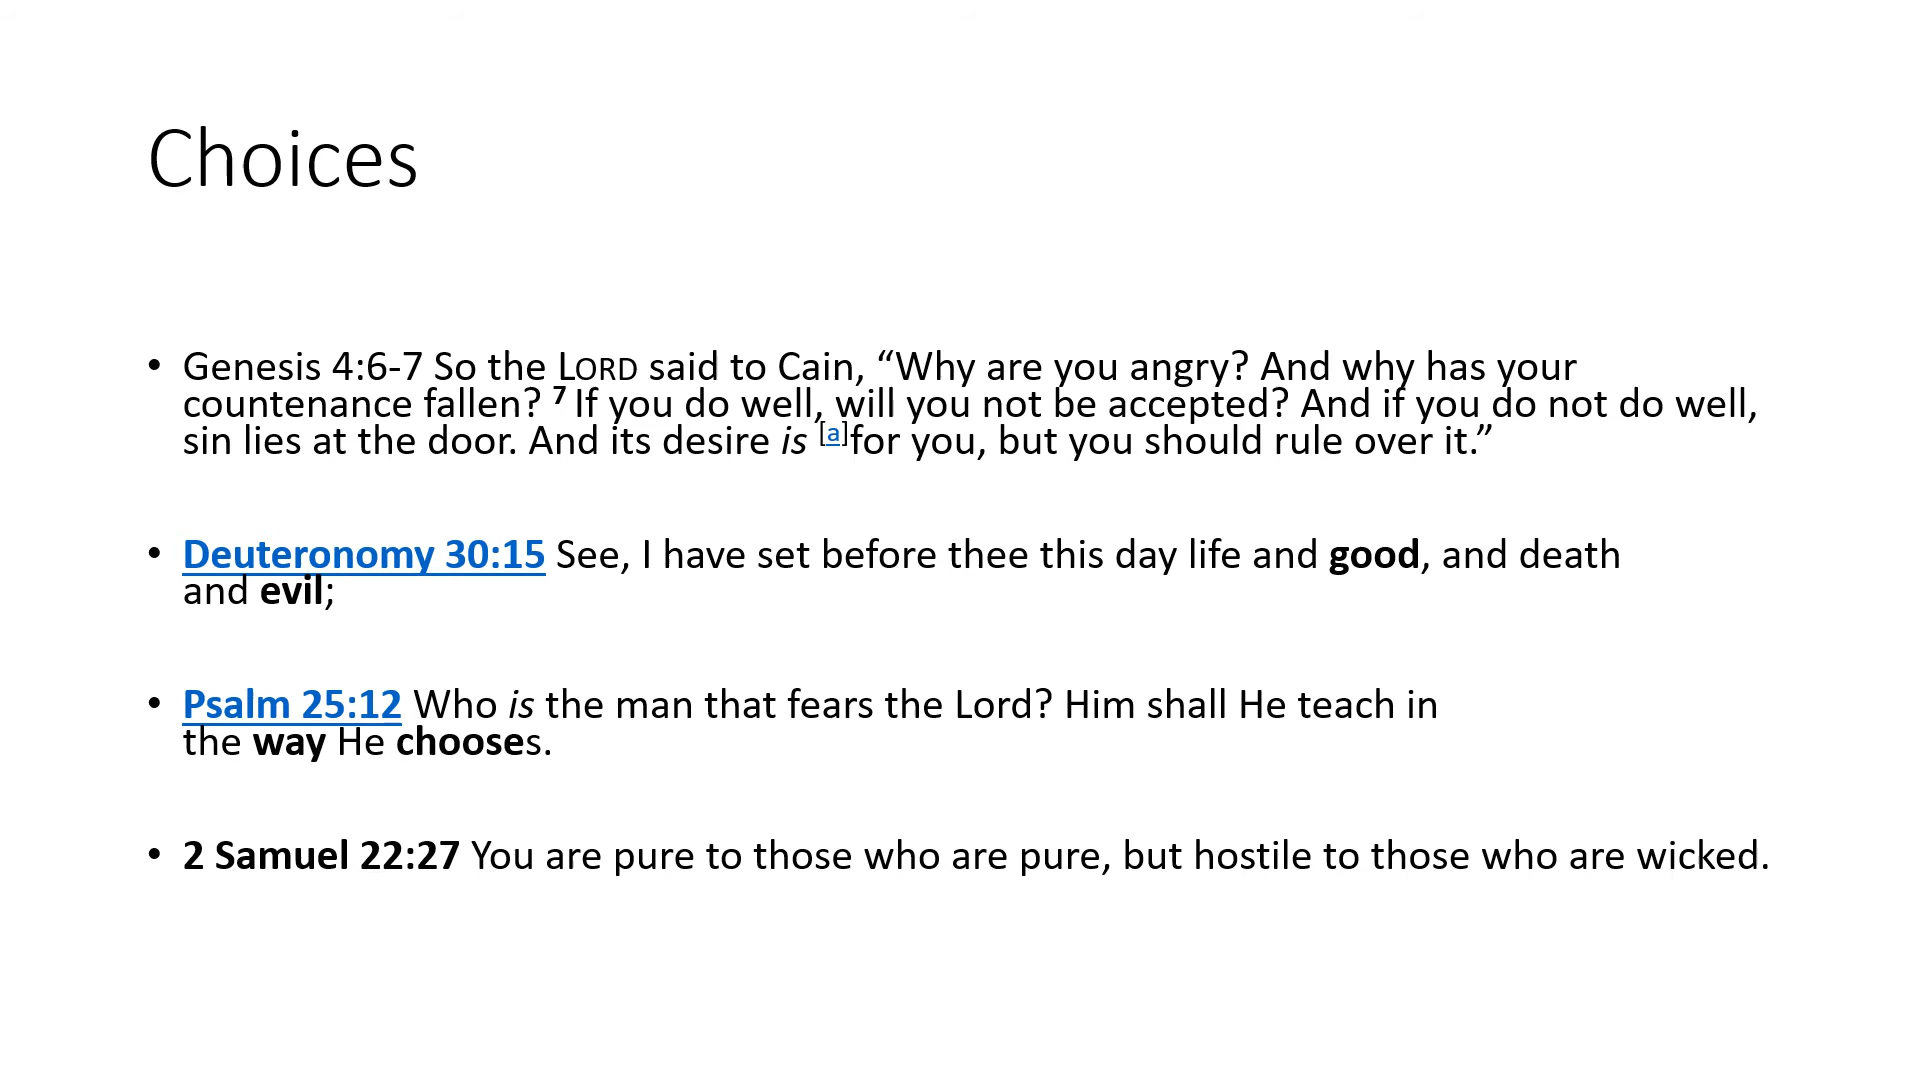 Choices
• Genesis 4:6-7 So the LORD said to Cain, “Why are you angry? And why has your
countenance fallen? 7 If you do well, will you not be accepted? And if you do not do well,
sin lies at the door. And its desire is [a]for you, but you should rule over it.”
• Deuteronomy 30:15 See, I have set before thee this day life and good, and death
and evil;
• Psalm 25:12 Who is the man that fears the Lord? Him shall He teach in
the way He chooses.
• 2 Samuel 22:27 You are pure to those who are pure, but hostile to those who are wicked.